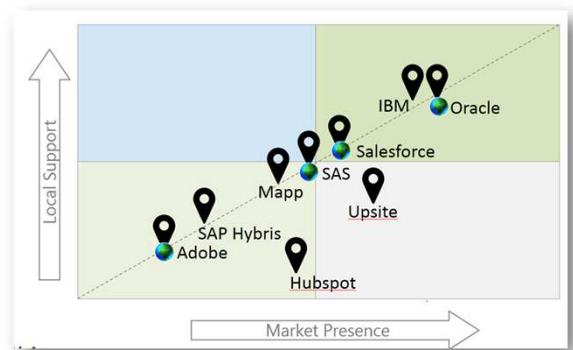 Local Support
IBM
Oracle
Salesforce
SAS
Mapp
Upsite
SAP Hybris
Adobe
Hubspot
Market Presence